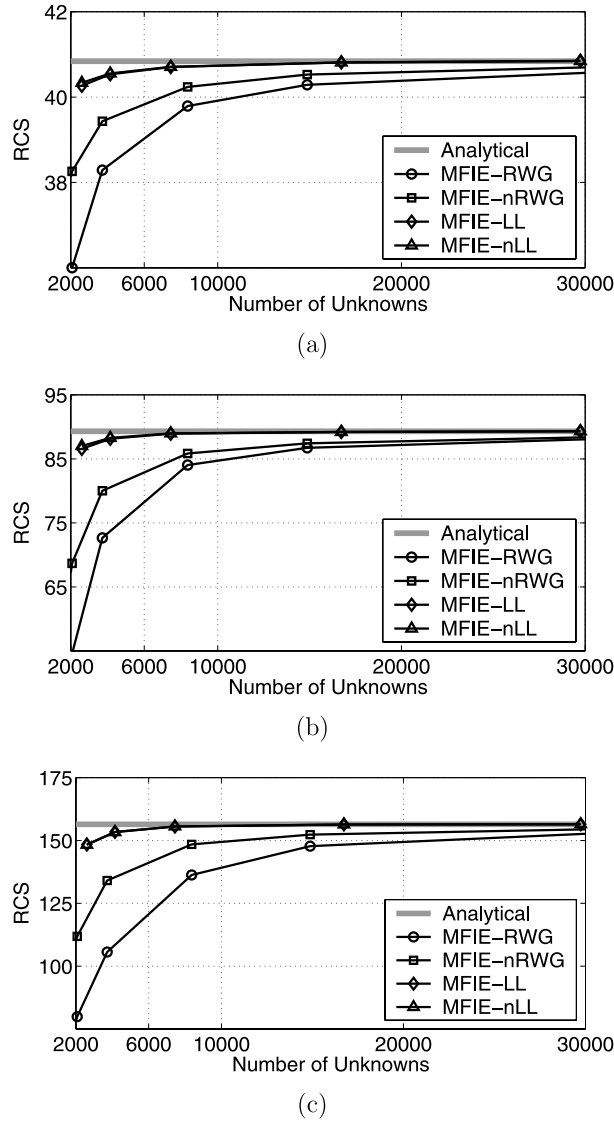 42
40
38
RCS
Analytical
MFIE-RWG
MFIE-nRWG
MFIE-LL
MFIE-nLL
2000 6000 10000 20000 30000
Number of Unknowns
(a)
95
85
75
65
RCS
Analytical
MFIE-RWG
MFIE-nRWG
MFIE-LL
MFIE-nLL
2000 6000 10000 20000 30000
Number of Unknowns
(b)
175
150
125
100
RCS
Analytical
MFIE-RWG
MFIE-nRWG
MFIE-LL
MFIE-nLL
2000 6000 10000 20000 30000
Number of Unknowns
(c)